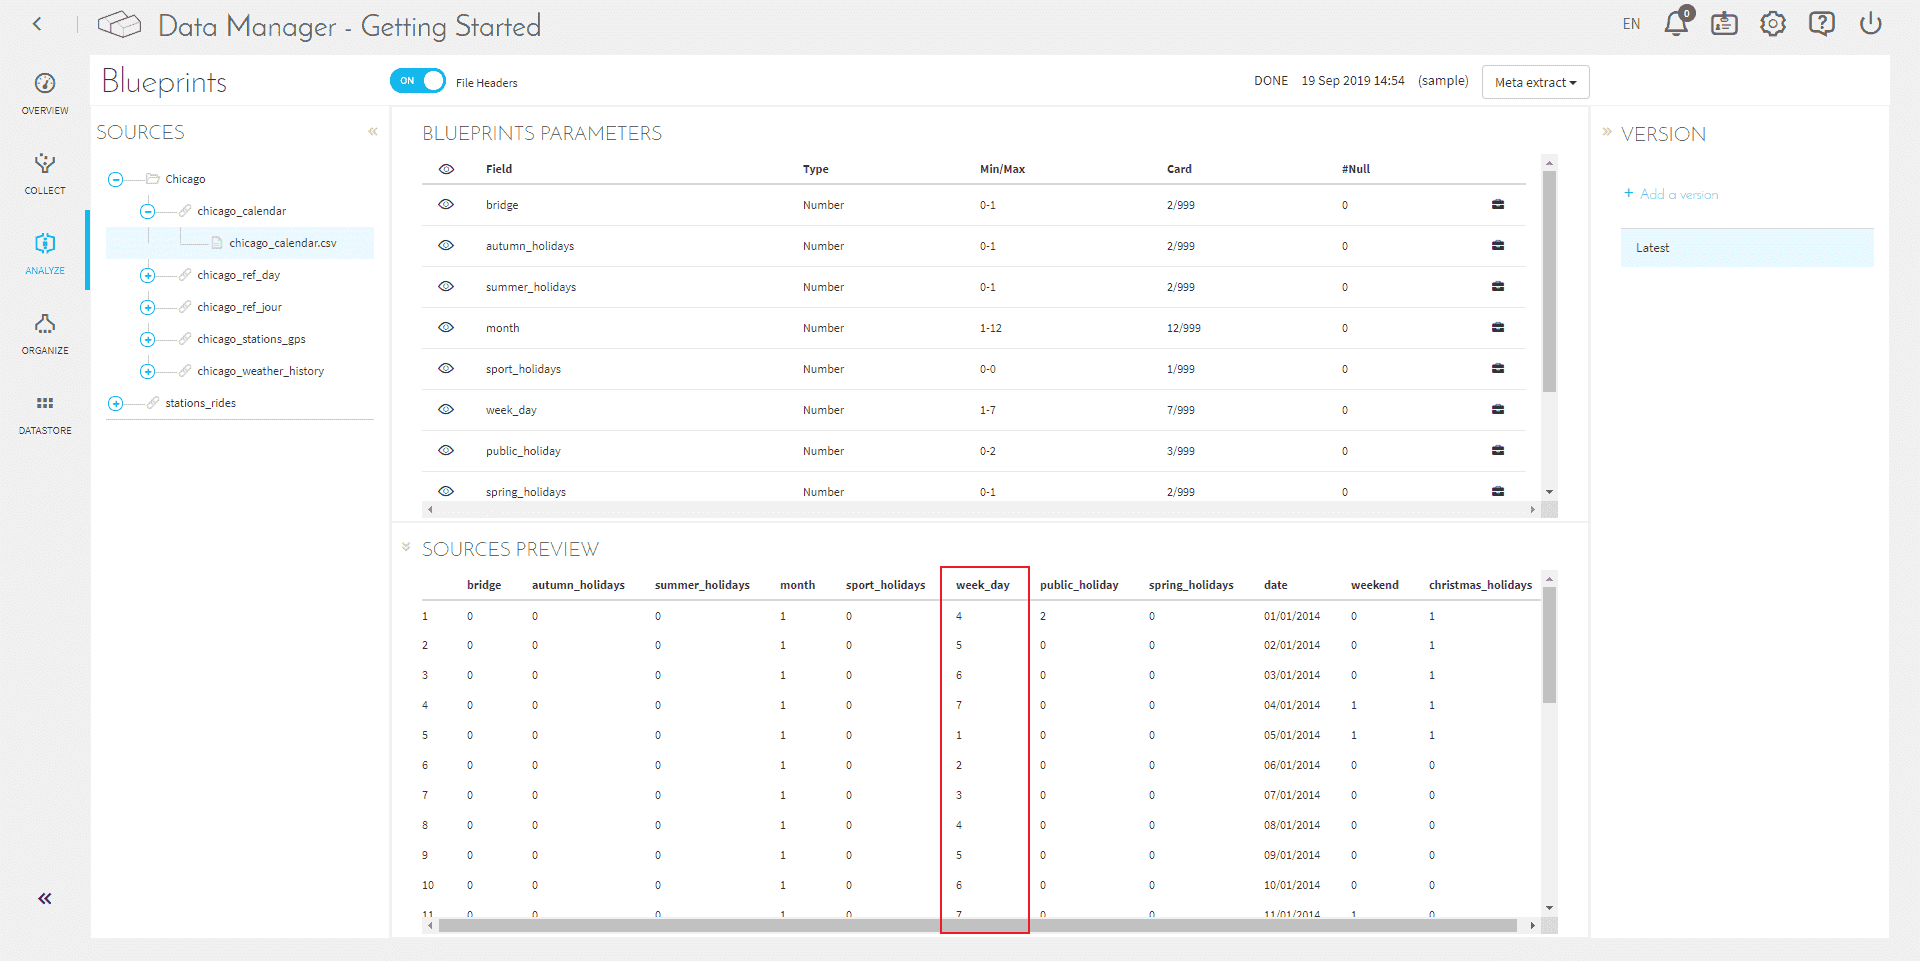 Data Manager - Getting Started
EN
0
Blueprints
ON
File Headers
DONE 19 Sep 2019 14:54 (sample)
Meta extract
OVERVIEW
COLLECT
ANALYZE
ORGANIZE
DATASTORE
SOURCES
Chicago
chicago_calendar
chicago_calendar.csv
chicago_ref_day
chicago_ref_jour
chicago_stations_gps
chicago_weather_history
stations_rides
BLUEPRINTS PARAMETERS
Field Type Min/Max Card #Null
bridge Number 0-1 2/999 0
autumn_holidays Number 0-1 2/999 0
summer_holidays Number 0-1 2/999 0
month Number 1-12 12/999 0
sport_holidays Number 0-0 1/999 0
week_day Number 1-7 7/999 0
public_holiday Number 0-2 3/999 0
spring_holidays Number 0-1 2/999 0
SOURCES PREVIEW
bridge autumn_holidays summer_holidays month sport_holidays week_day public_holiday spring_holidays date weekend christmas_holidays
1 0 0 0 1 0 4 2 0 01/01/2014 0 1
2 0 0 0 1 0 5 0 0 02/01/2014 0 1
3 0 0 0 1 0 6 0 0 03/01/2014 0 1
4 0 0 0 1 0 7 0 0 04/01/2014 1 1
5 0 0 0 1 0 1 0 0 05/01/2014 1 1
6 0 0 0 1 0 2 0 0 06/01/2014 0 0
7 0 0 0 1 0 3 0 0 07/01/2014 0 0
8 0 0 0 1 0 4 0 0 08/01/2014 0 0
9 0 0 0 1 0 5 0 0 09/01/2014 0 0
10 0 0 0 1 0 6 0 0 10/01/2014 0 0
11 0 0 0 1 0 7 0 0 11/01/2014 1 0
VERSION
+ Add a version
Latest